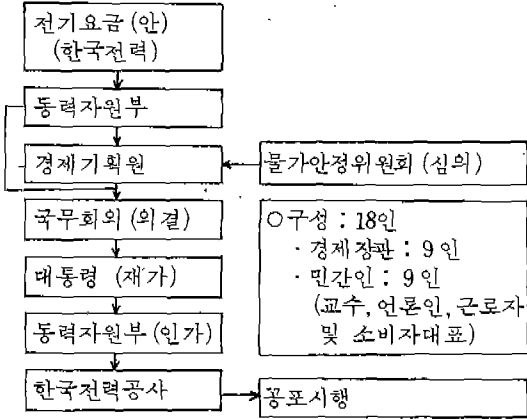 전기요금 (안)
(한국전력)
동력자원부
경제기획원
물가안정위원회 (심의)
국무회의 (의결)
대통령 (재가)
동력자원부 (인가)
한국전력공사
○구성 : 18인
· 경제장관 : 9인
· 민간인 : 9인
(교수, 언론인, 근로자
및 소비자대표)
공포시행